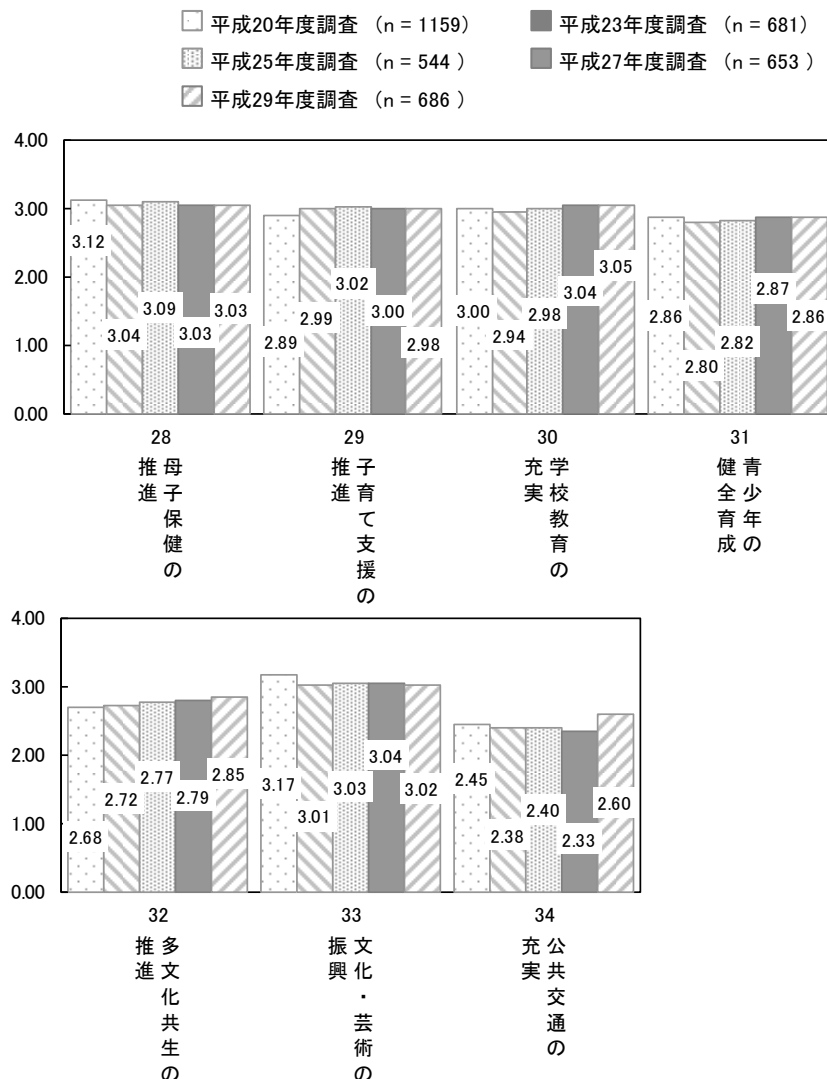 平成20年度調査 (n = 1159)
平成23年度調査 (n = 681)
平成25年度調査 (n = 544 )
平成27年度調査 (n = 653 )
平成29年度調査 (n = 686 )
4.00
3.00
2.00
1.00
0.00
3.12
3.04
3.09
3.03
3.03
2.89
2.99
3.02
3.00
2.98
3.00
2.94
2.98
3.04
3.05
2.86
2.80
2.82
2.87
2.86
28
29
30
31
母子保健の
推進
子育て支援の
推進
学校教育の
充実
青少年の
健全育成
4.00
3.00
2.00
1.00
0.00
2.68
2.72
2.77
2.79
2.85
3.17
3.01
3.03
3.04
3.02
2.45
2.38
2.40
2.33
2.60
32
33
34
多文化共生の
推進
文化・芸術の
振興
公共交通の
充実